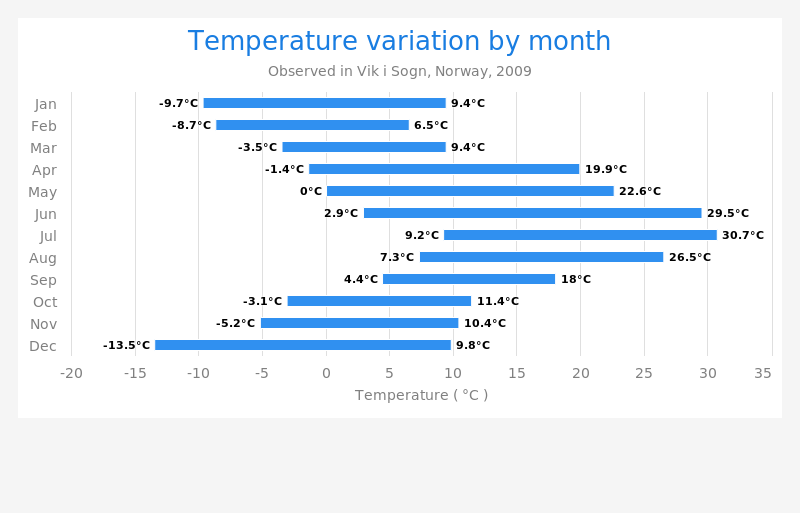 Temperature variation by month
Observed in Vik i Sogn, Norway, 2009
Jan -9.7°C 9.4°C
Feb -8.7°C 6.5°C
Mar -3.5°C 9.4°C
Apr -1.4°C 19.9°C
May 0°C 22.6°C
Jun 2.9°C 29.5°C
Jul 9.2°C 30.7°C
Aug 7.3°C 26.5°C
Sep 4.4°C 18°C
Oct -3.1°C 11.4°C
Nov -5.2°C 10.4°C
Dec -13.5°C 9.8°C
-20 -15 -10 -5 0 5 10 15 20 25 30 35
Temperature ( °C )